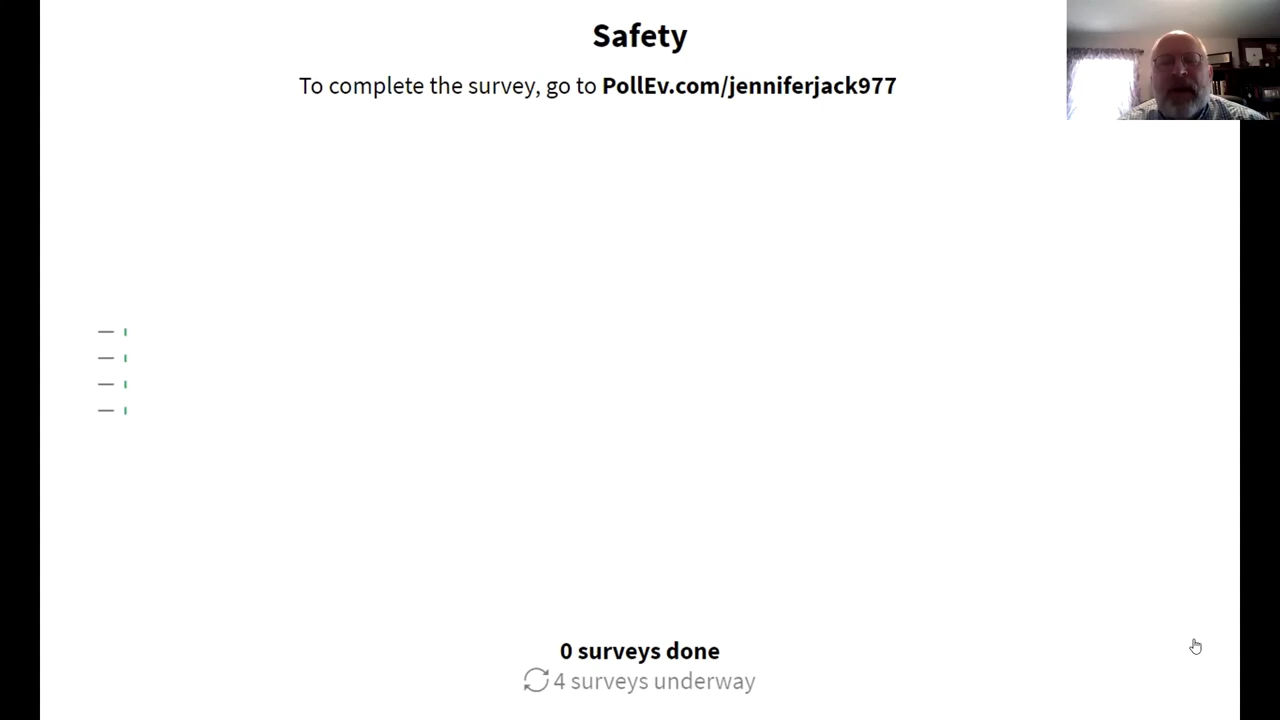 Safety
To complete the survey, go to PollEv.com/jenniferjack977
0 surveys done
4 surveys underway